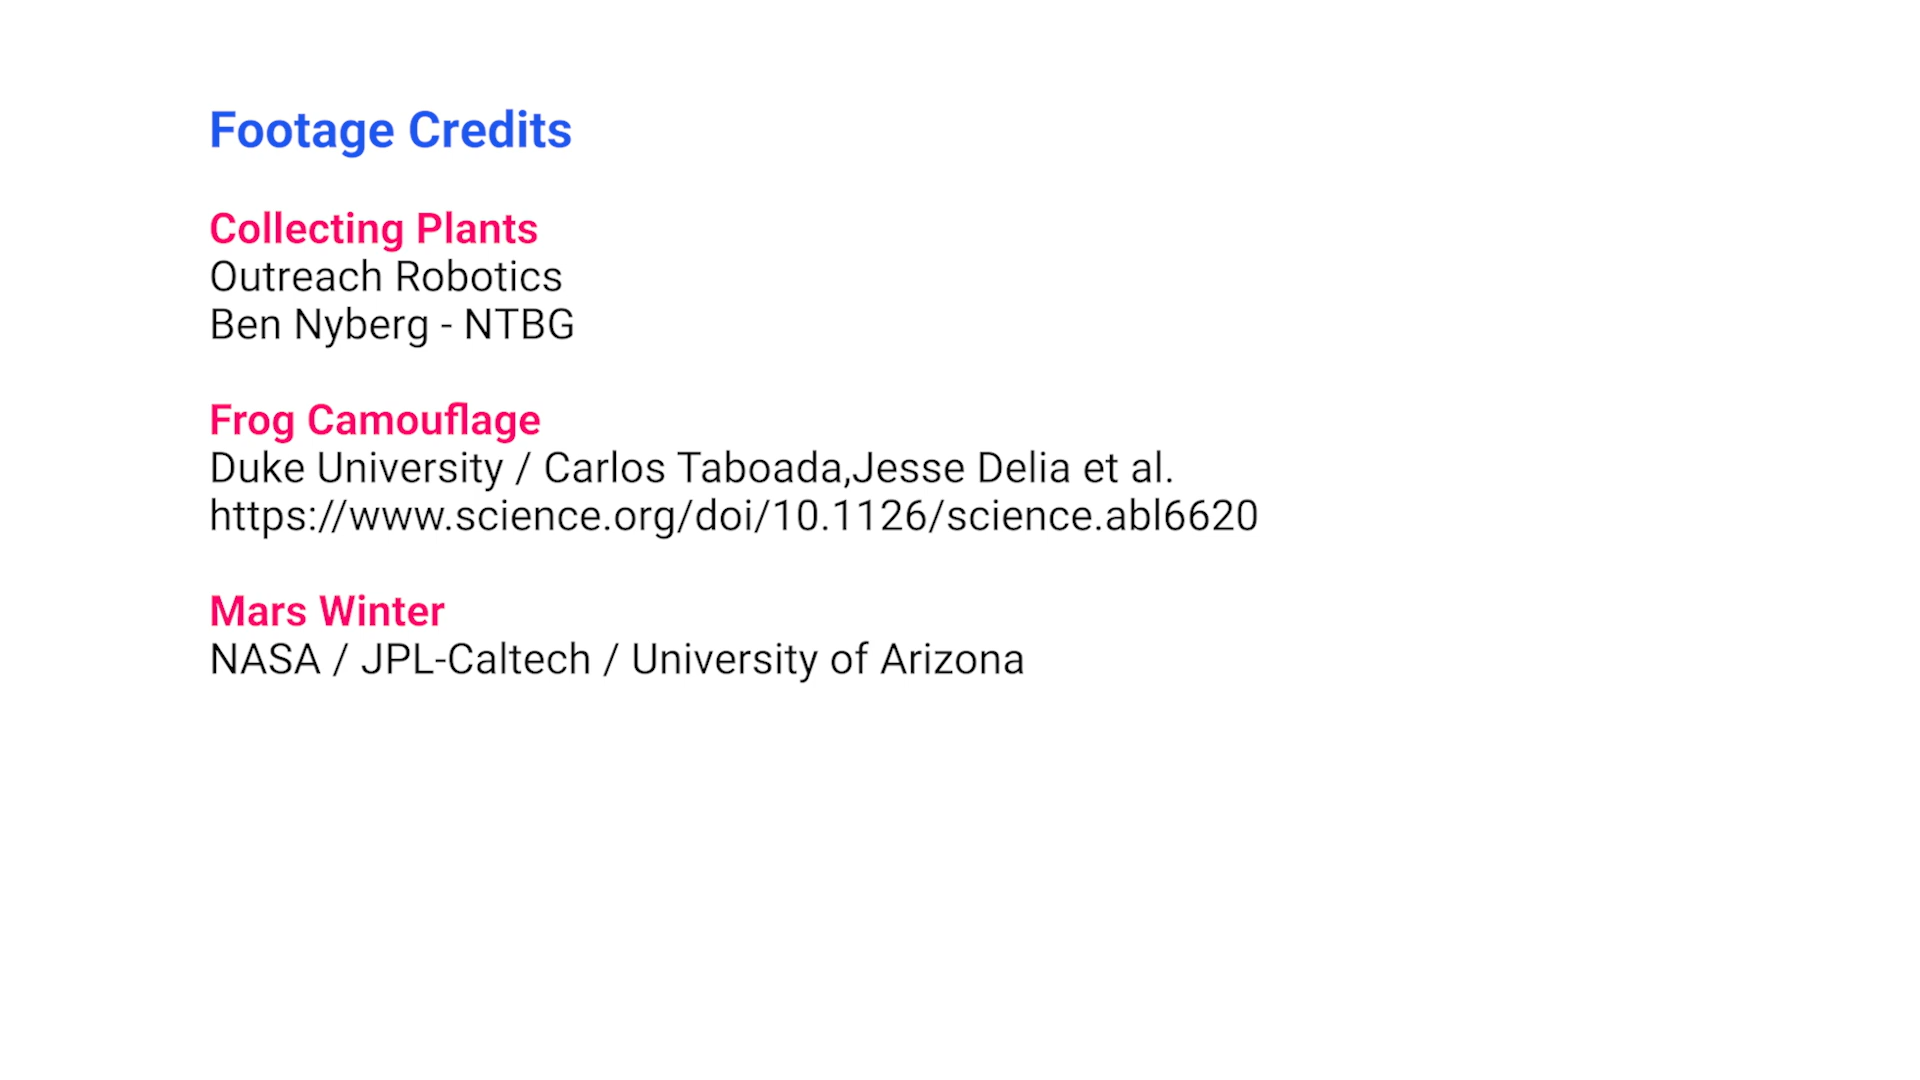 Footage Credits
Collecting Plants
Outreach Robotics
Ben Nyberg - NTBG
Frog Camouflage
Duke University / Carlos Taboada,Jesse Delia et al.
https://www.science.org/doi/10.1126/science.abl6620
Mars Winter
NASA / JPL-Caltech / University of Arizona